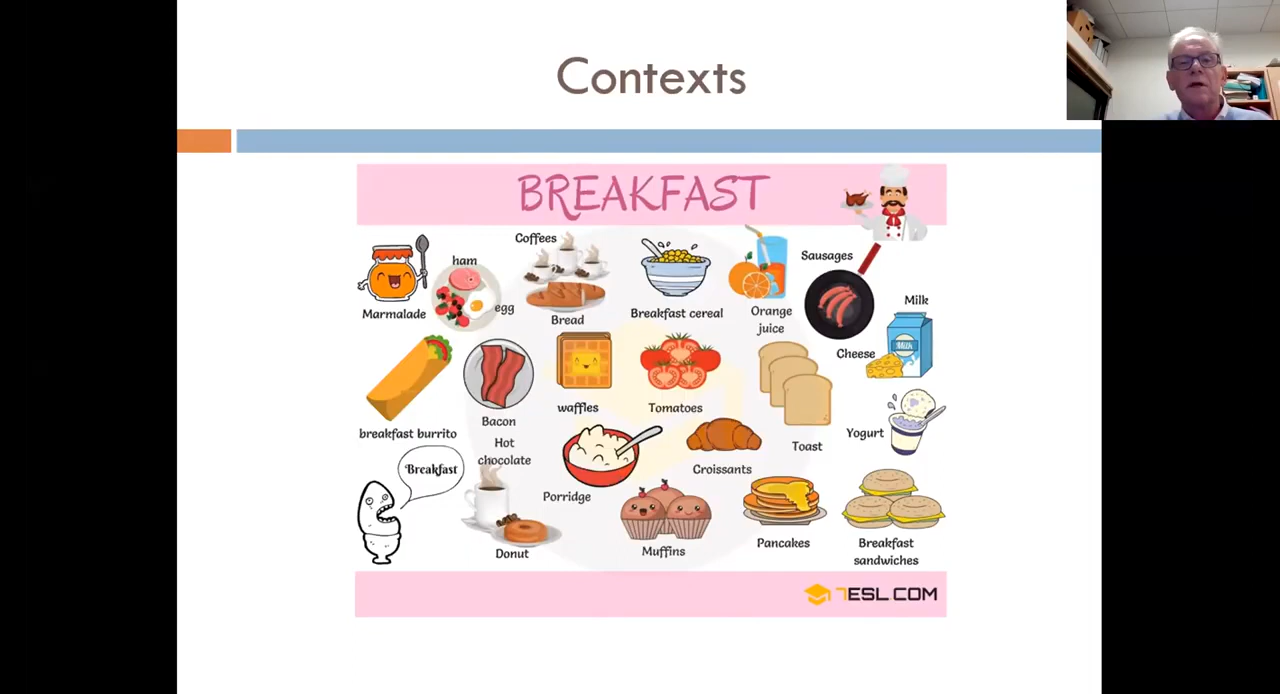 Contexts
BREAKFAST
Coffees
ham
Sausages
Marmalade
egg
Bread
Breakfast cereal
Orange
juice
Milk
Cheese
breakfast burrito
Bacon
waffles
Tomatoes
Toast
Yogurt
Breakfast
Hot
chocolate
Porridge
Croissants
Donut
Muffins
Pancakes
Breakfast
sandwiches
Milk
7ESL.COM